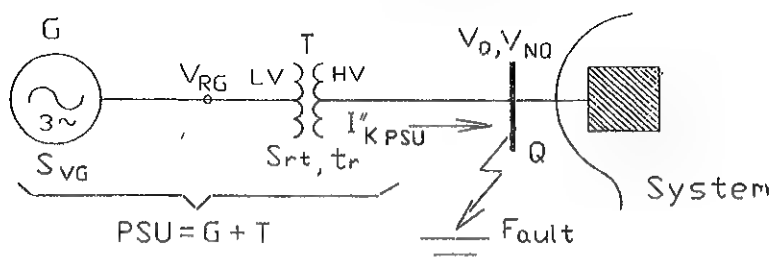 G
3~
S_VG
V_RG
LV
T
HV
S_rt, t_r
I"_K PSU
V_Q, V_NQ
Q
System
Fault
PSU = G + T